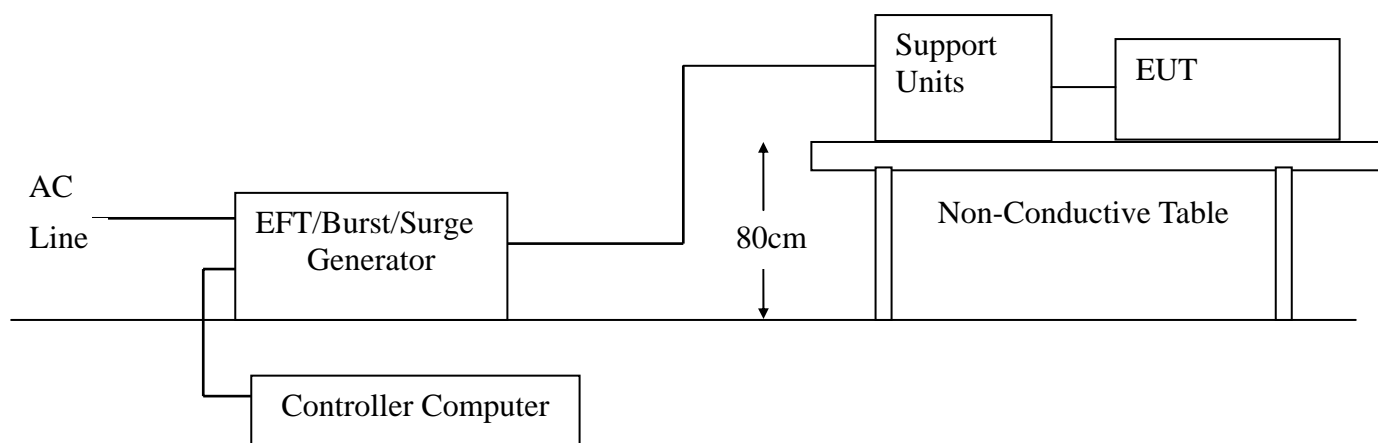 Support
Units
EUT
AC
Line
EFT/Burst/Surge
Generator
80cm
Non-Conductive Table
Controller Computer